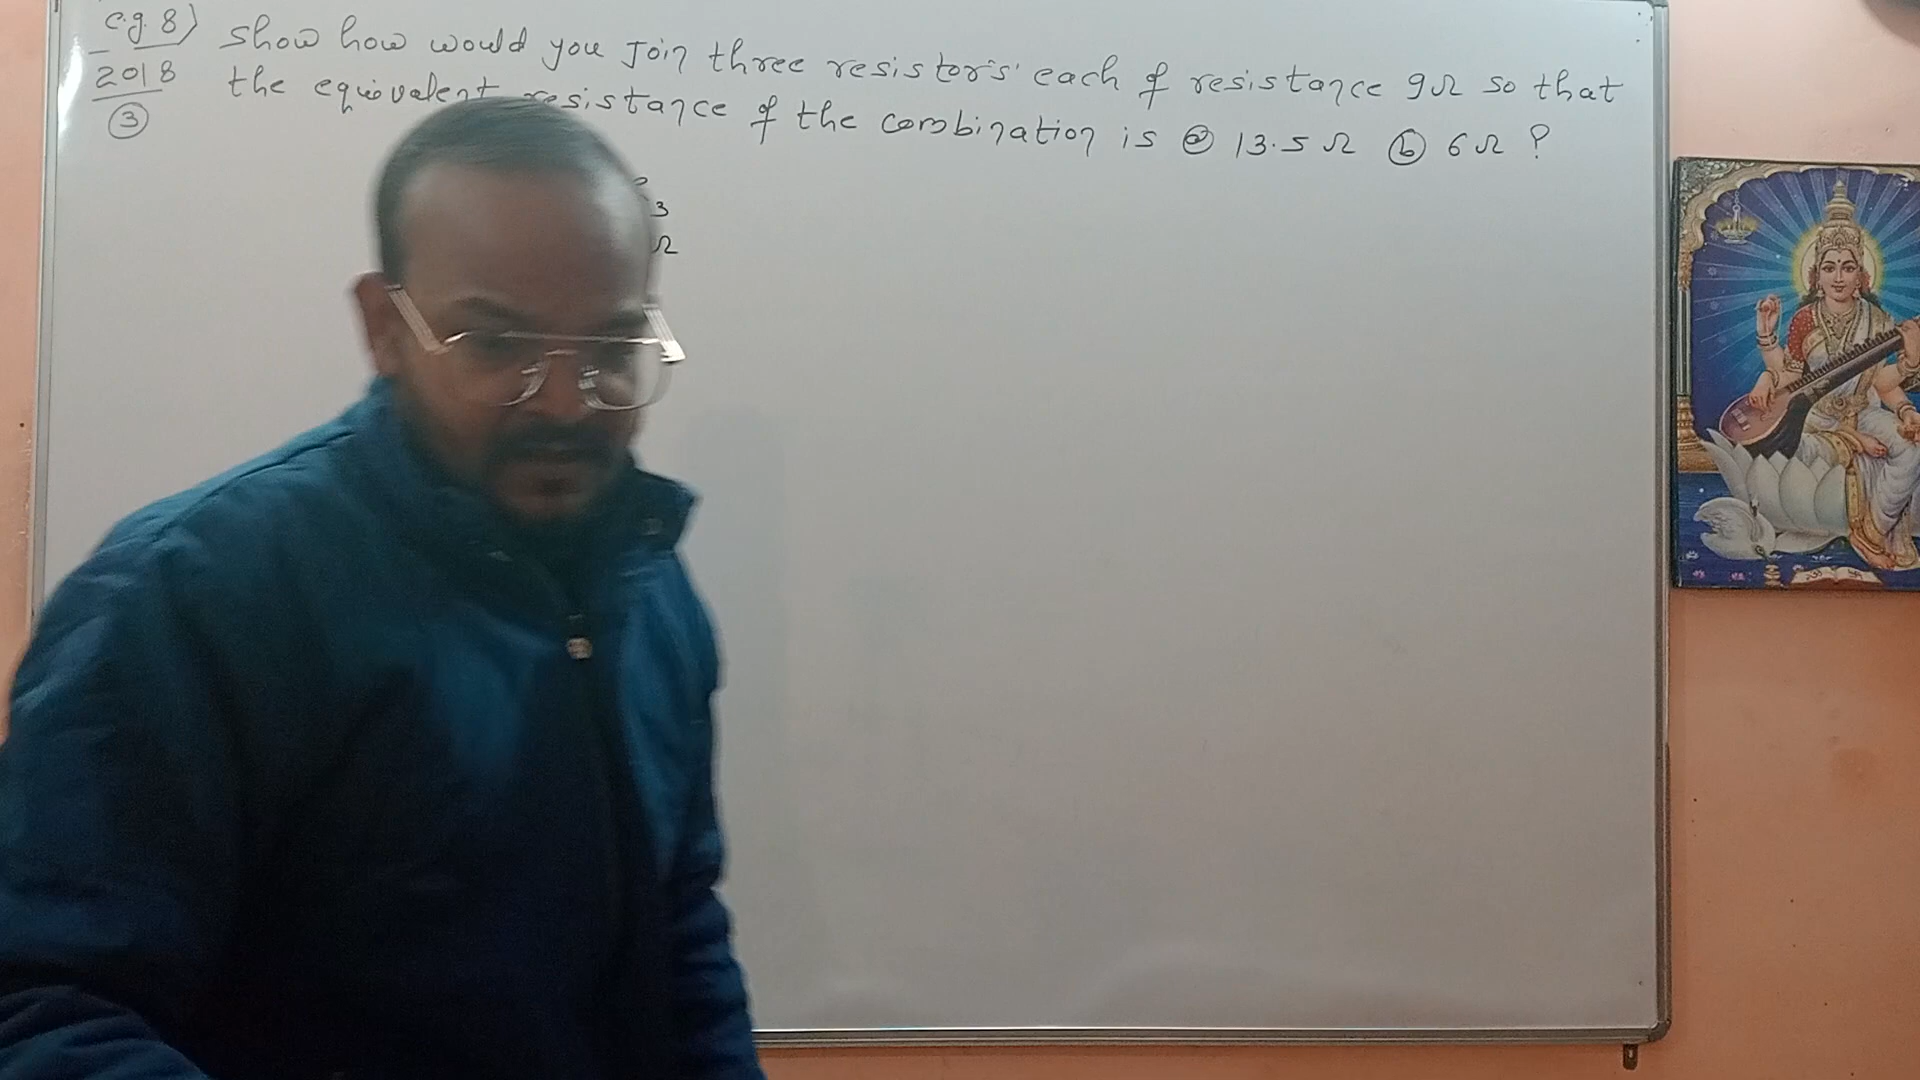 e.g. 8) Show how would you Join three resistors' each of resistance 9Ω so that
2018 the equivalent resistance of the combination is ⓐ 13.5 Ω ⓑ 6Ω ?
③
3
Ω